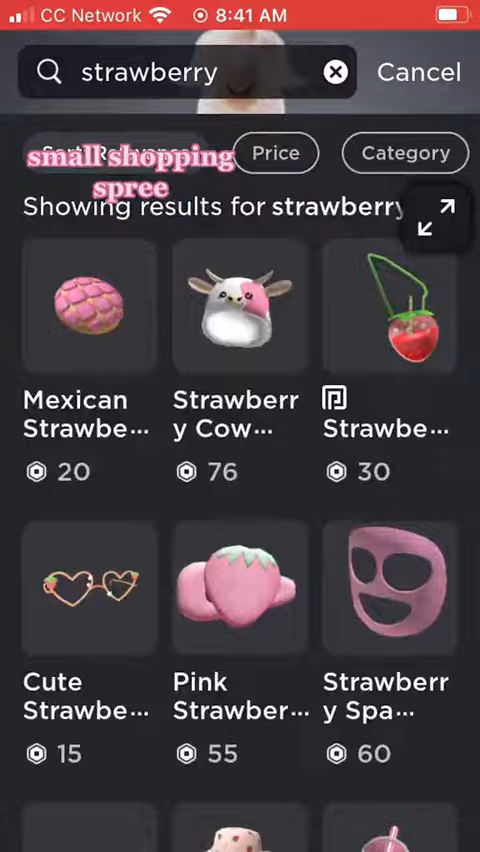 CC Network
8:41 AM
strawberry
Cancel
small shopping
spree
Price
Category
Showing results for strawberry
Mexican
Strawbe...
Strawberr
y Cow...
Strawbe...
20
76
30
Cute
Strawbe...
Pink
Strawber...
Strawberr
y Spa...
15
55
60